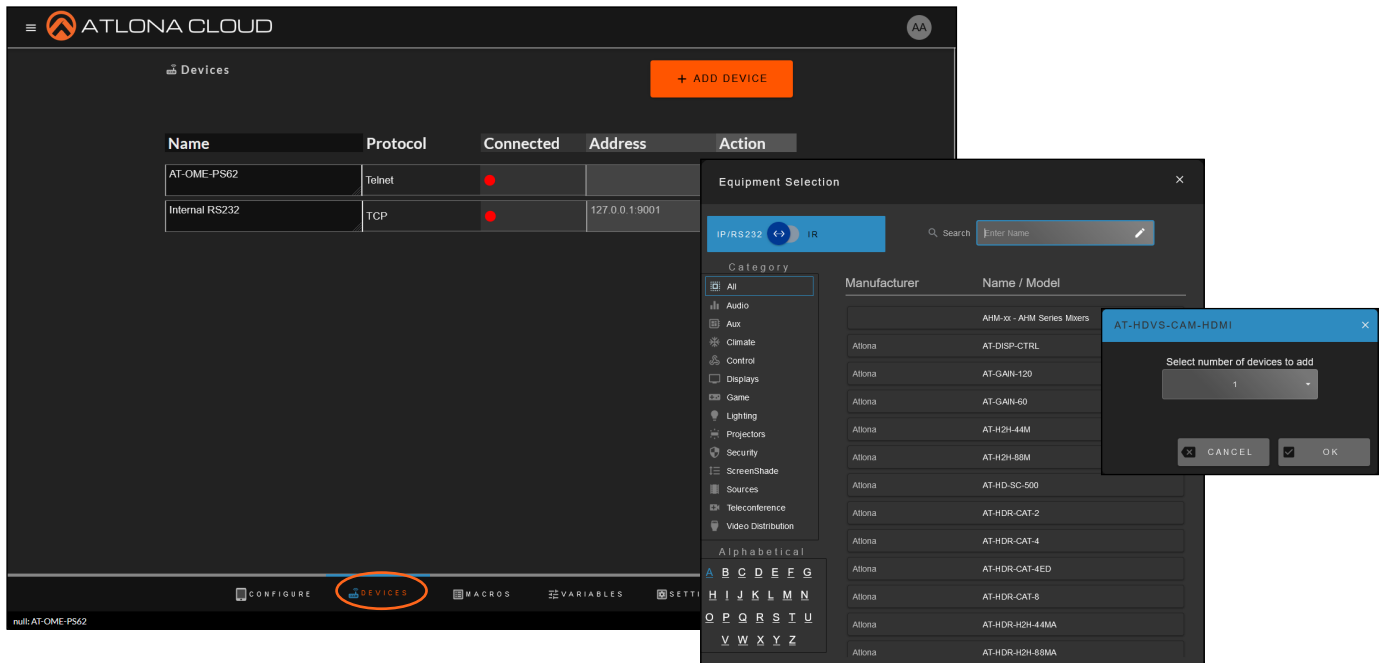 ATLONA CLOUD
AA
Devices
+ ADD DEVICE
Name Protocol Connected Address Action
AT-OME-PS62 Telnet
Internal RS232 TCP 127.0.0.1:9001
CONFIGURE DEVICES MACROS VARIABLES SETTI
null: AT-OME-PS62
Equipment Selection ×
IP/RS232 IR
Search Enter Name
Category
All
Audio
Aux
Climate
Control
Displays
Game
Lighting
Projectors
Security
ScreenShade
Sources
Teleconference
Video Distribution
Alphabetical
A B C D E F G
H I J K L M N
O P Q R S T U
V W X Y Z
Manufacturer Name / Model
AHM-xx - AHM Series Mixers
Atlona AT-DISP-CTRL
Atlona AT-GAIN-120
Atlona AT-GAIN-60
Atlona AT-H2H-44M
Atlona AT-H2H-88M
Atlona AT-HD-SC-500
Atlona AT-HDR-CAT-2
Atlona AT-HDR-CAT-4
Atlona AT-HDR-CAT-4ED
Atlona AT-HDR-CAT-8
Atlona AT-HDR-H2H-44MA
Atlona AT-HDR-H2H-88MA
AT-HDVS-CAM-HDMI ×
Select number of devices to add
1
CANCEL OK